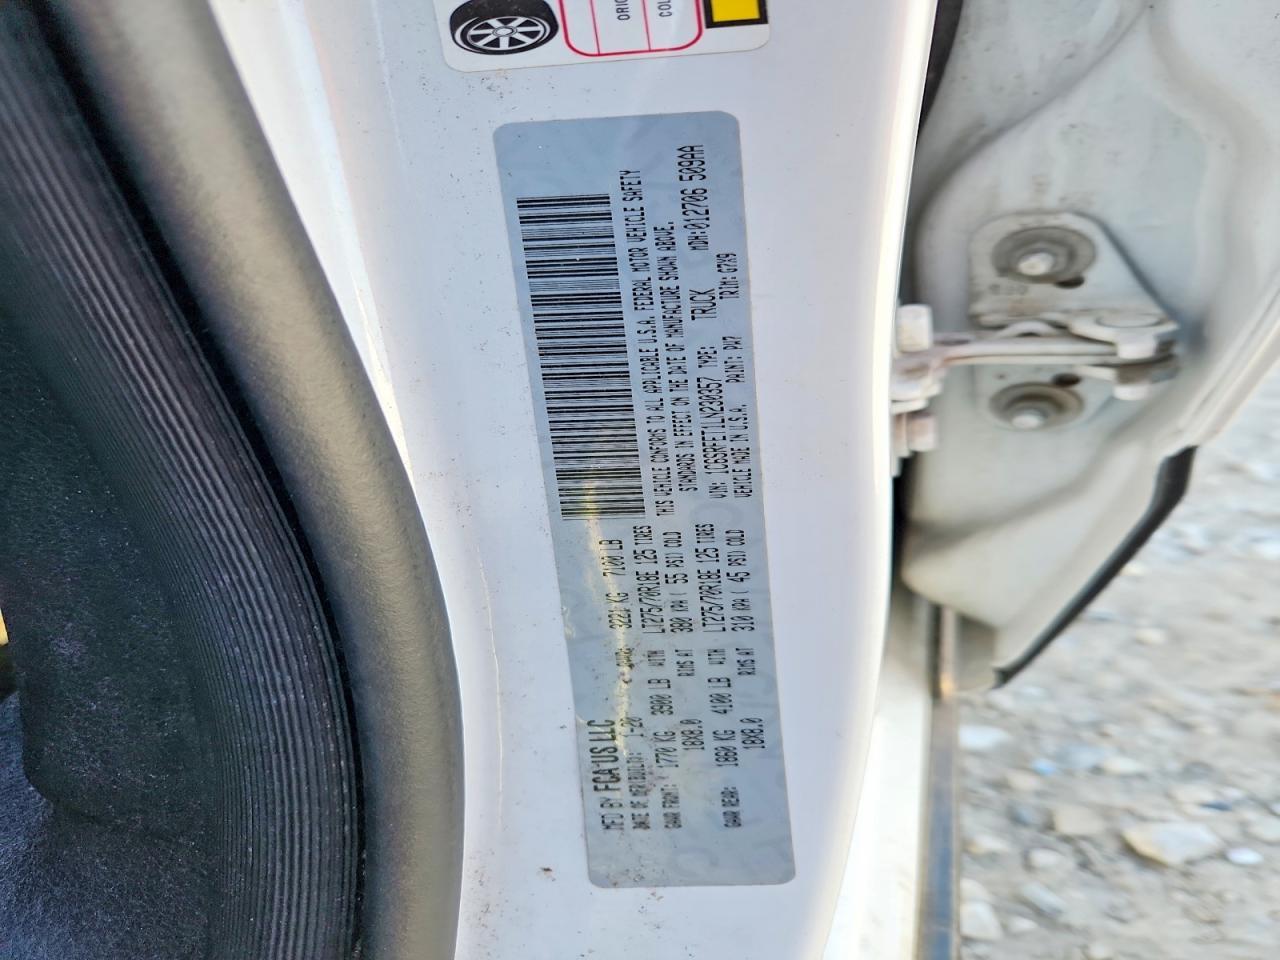 ORIG
COL
MFD BY FCA US LLC
DATE OF MFR(BUILD): 1-20 3221 KG 7100 LB
GAWR FRONT: 1770 KG 3900 LB WITH LT275/70R18E 125 TIRES
18X8.0 RIMS AT 380 KPA( 55 PSI) COLD
GAWR REAR: 1860 KG 4100 LB WITH LT275/70R18E 125 TIRES
18X8.0 RIMS AT 310 KPA( 45 PSI) COLD
THIS VEHICLE CONFORMS TO ALL APPLICABLE U.S.A. FEDERAL MOTOR VEHICLE SAFETY
STANDARDS IN EFFECT ON THE DATE OF MANUFACTURE SHOWN ABOVE.
VIN: 1C6SRFET1LN230357 TYPE: TRUCK MDH:012706 509AA
VEHICLE MADE IN U.S.A. PAINT: PW7 TRIM: G7X9